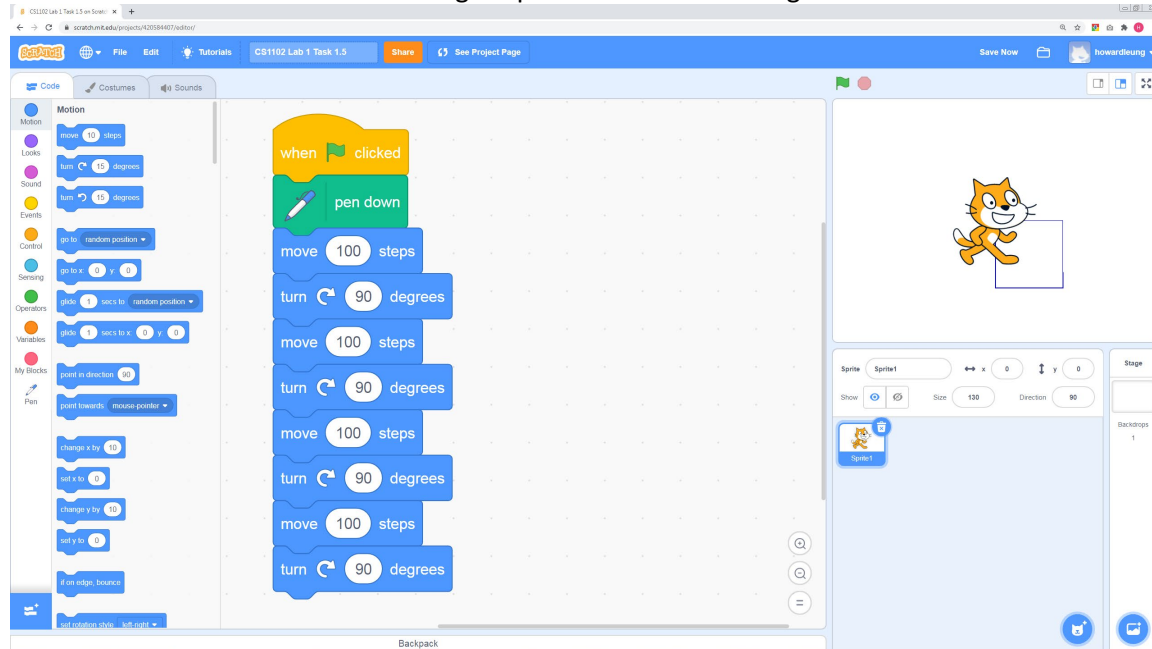 CS1102 Lab 1 Task 1.5 on Scratc
scratch.mit.edu/projects/420584407/editor/
SCRATCH File Edit Tutorials CS1102 Lab 1 Task 1.5 Share See Project Page Save Now howardleung
Code Costumes Sounds
Motion
Looks
Sound
Events
Control
Sensing
Operators
Variables
My Blocks
Pen
Motion
move 10 steps
turn 15 degrees
turn 15 degrees
go to random position
go to x: 0 y: 0
glide 1 secs to random position
glide 1 secs to x: 0 y: 0
point in direction 90
point towards mouse-pointer
change x by 10
set x to 0
change y by 10
set y to 0
if on edge, bounce
set rotation style left-right
when clicked
pen down
move 100 steps
turn 90 degrees
move 100 steps
turn 90 degrees
move 100 steps
turn 90 degrees
move 100 steps
turn 90 degrees
Sprite Sprite1 x 0 y 0
Show Size 130 Direction 90
Sprite1
Stage
Backdrops
1
Backpack